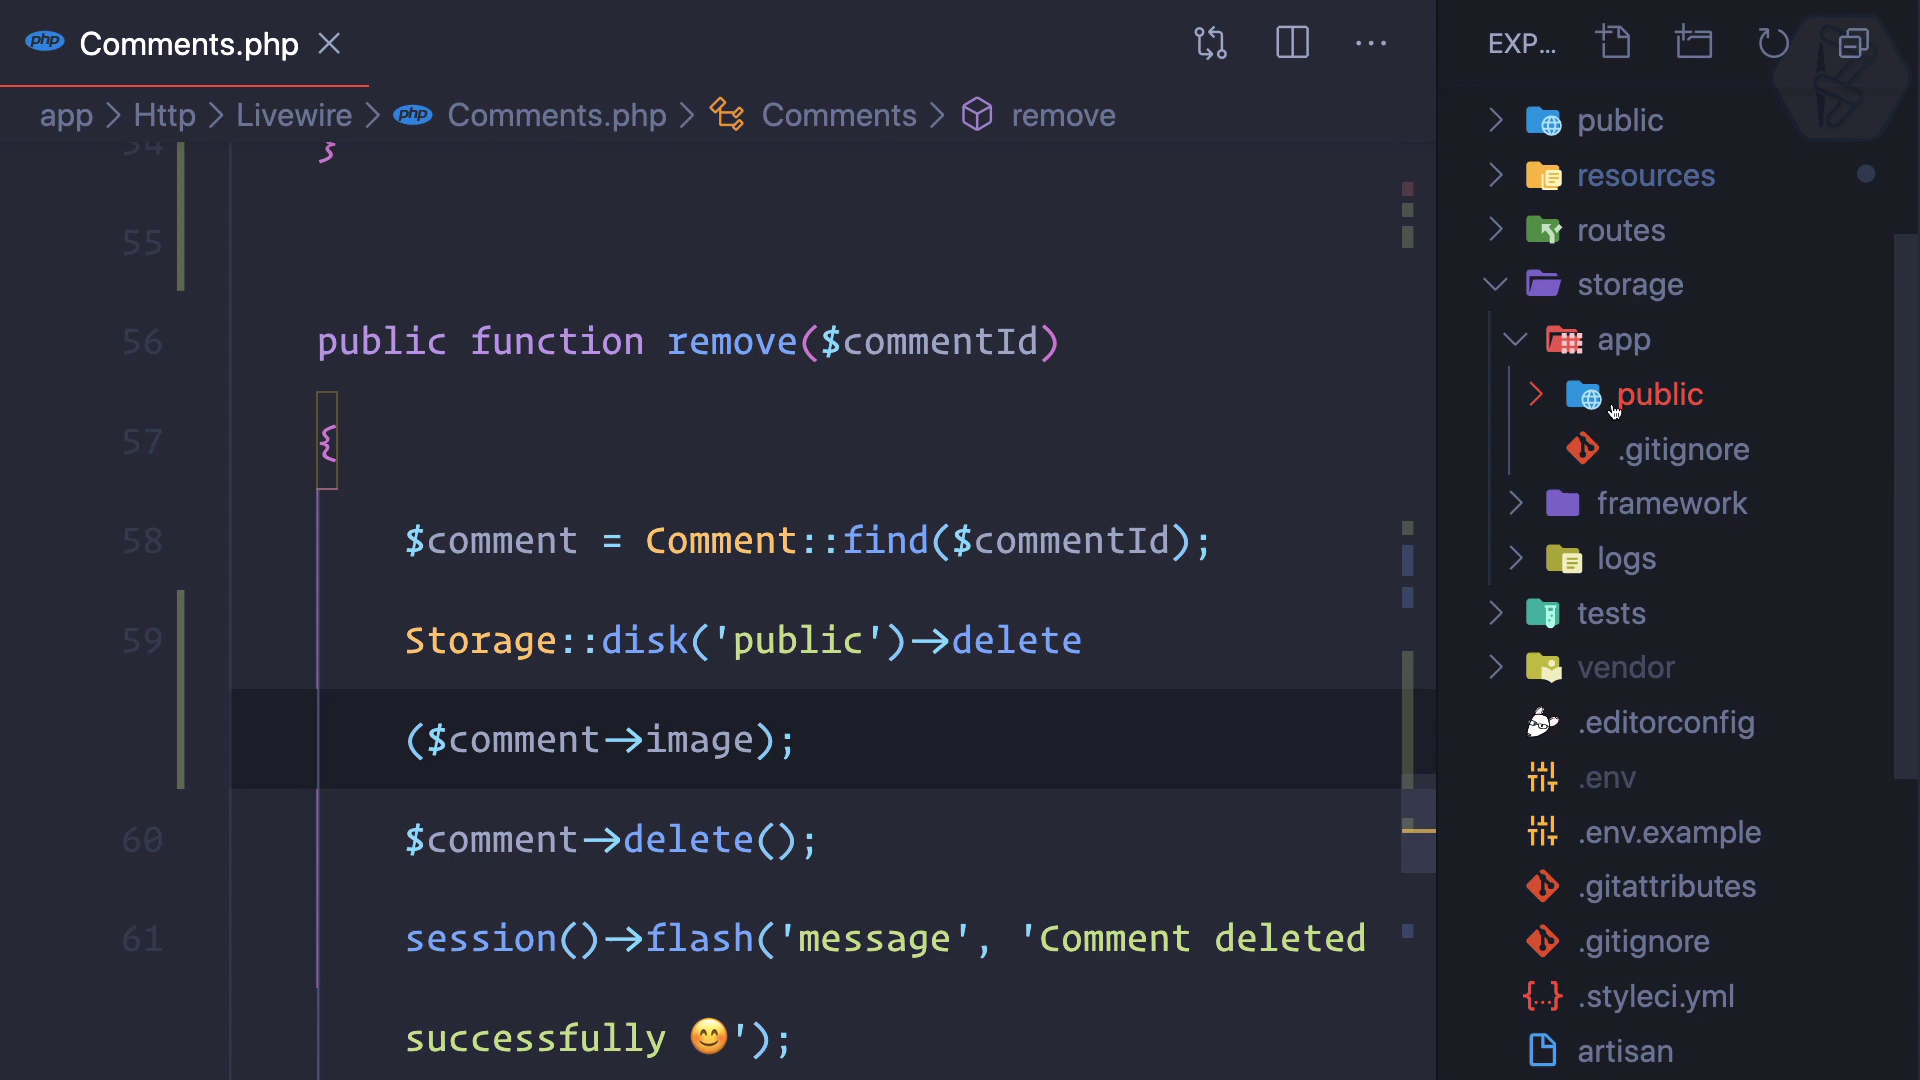 php Comments.php
EXP...
app > Http > Livewire > php Comments.php > Comments > remove
54 }
55
56 public function remove($commentId)
57 {
58 $comment = Comment::find($commentId);
59 Storage::disk('public')->delete
($comment->image);
60 $comment->delete();
61 session()->flash('message', 'Comment deleted
successfully 😊');
public
resources
routes
storage
app
public
.gitignore
framework
logs
tests
vendor
.editorconfig
.env
.env.example
.gitattributes
.gitignore
.styleci.yml
artisan